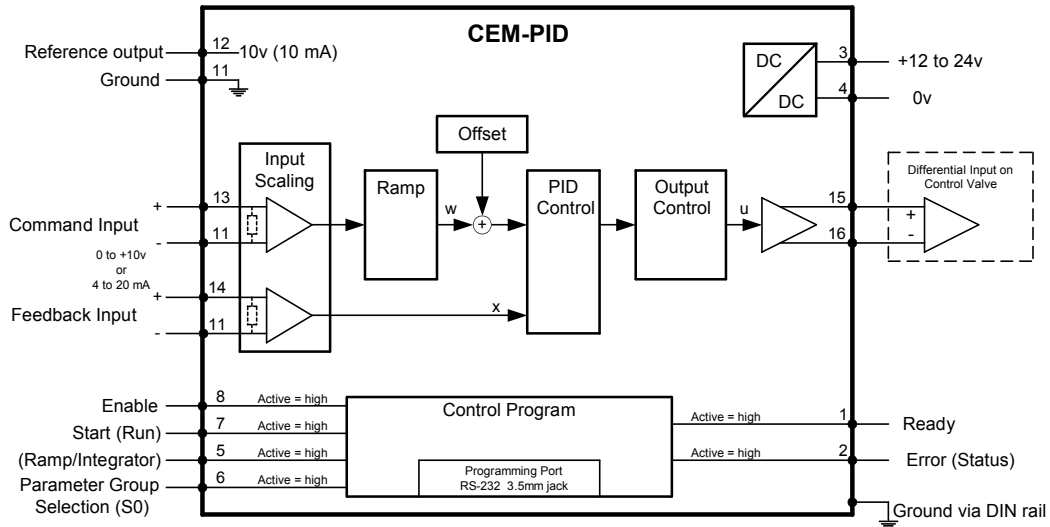 CEM-PID
Reference output 12 10v (10 mA)
Ground 11
DC
DC
3 +12 to 24v
4 0v
Offset
Input
Scaling
Ramp
PID
Control
Output
Control
Differential Input on
Control Valve
+ 13
Command Input
- 11
0 to +10v
or
4 to 20 mA
+ 14
Feedback Input
- 11
w
+
x
u
15
16
+
-
Enable 8 Active = high
Start (Run) 7 Active = high
(Ramp/Integrator) 5 Active = high
Parameter Group 6 Active = high
Selection (S0)
Control Program
Programming Port
RS-232 3.5mm jack
Active = high 1 Ready
Active = high 2 Error (Status)
Ground via DIN rail